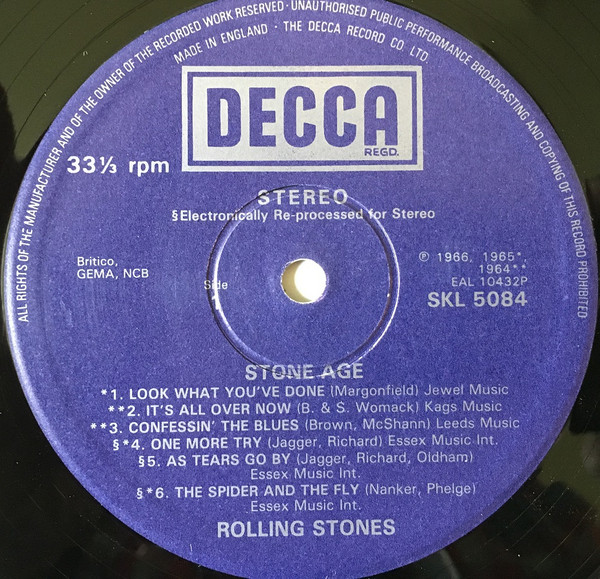 ALL RIGHTS OF THE MANUFACTURER AND OF THE OWNER OF THE RECORDED WORK RESERVED · UNAUTHORISED PUBLIC PERFORMANCE BROADCASTING AND COPYING OF THIS RECORD PROHIBITED
MADE IN ENGLAND · THE DECCA RECORD CO LTD
DECCA
REGD.
33⅓ rpm
STEREO
§Electronically Re-processed for Stereo
Britico,
GEMA, NCB
Side
℗ 1966, 1965*,
1964**
EAL 10432P
SKL 5084
STONE AGE
*1. LOOK WHAT YOU'VE DONE (Margonfield) Jewel Music
**2. IT'S ALL OVER NOW (B. & S. Womack) Kags Music
**3. CONFESSIN' THE BLUES (Brown, McShann) Leeds Music
§*4. ONE MORE TRY (Jagger, Richard) Essex Music Int.
§5. AS TEARS GO BY (Jagger, Richard, Oldham)
Essex Music Int.
§*6. THE SPIDER AND THE FLY (Nanker, Phelge)
Essex Music Int.
ROLLING STONES